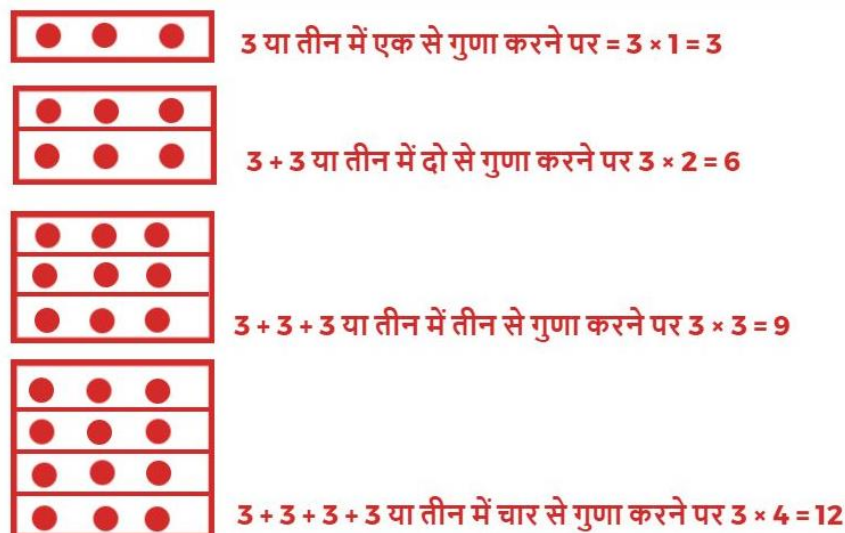 3 या तीन में एक से गुणा करने पर = 3 × 1 = 3
3 + 3 या तीन में दो से गुणा करने पर 3 × 2 = 6
3 + 3 + 3 या तीन में तीन से गुणा करने पर 3 × 3 = 9
3 + 3 + 3 + 3 या तीन में चार से गुणा करने पर 3 × 4 = 12